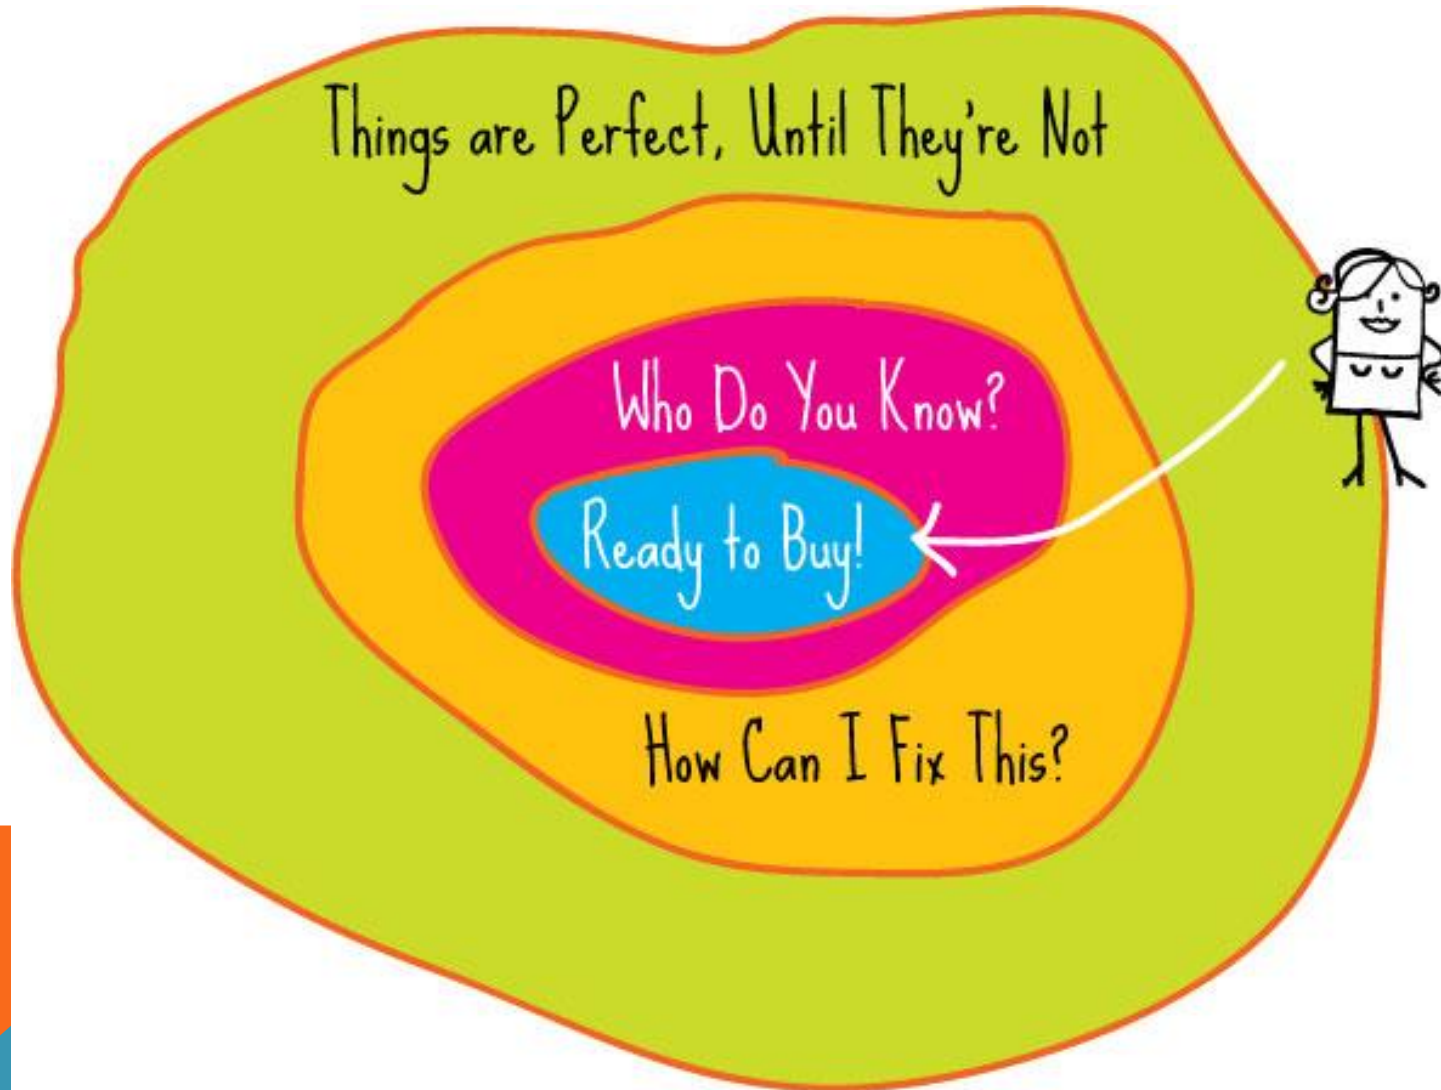 Things are Perfect, Until They're Not
Who Do You Know?
Ready to Buy!
How Can I Fix This?